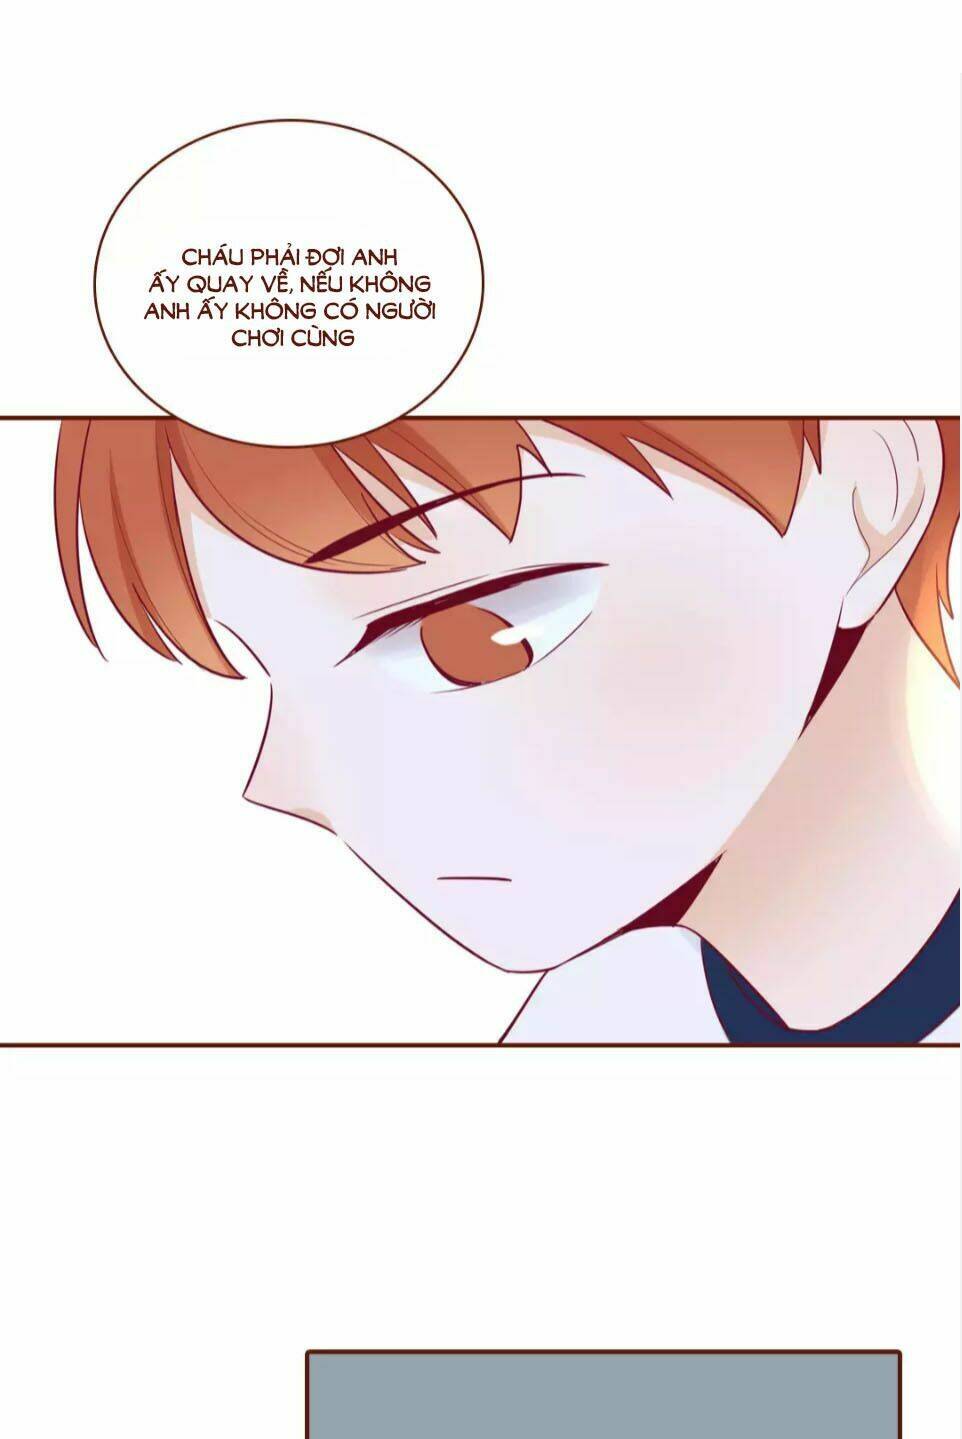 CHÁU PHẢI ĐỢI ANH
ẤY QUAY VỀ, NẾU KHÔNG
ANH ẤY KHÔNG CÓ NGƯỜI
CHƠI CÙNG